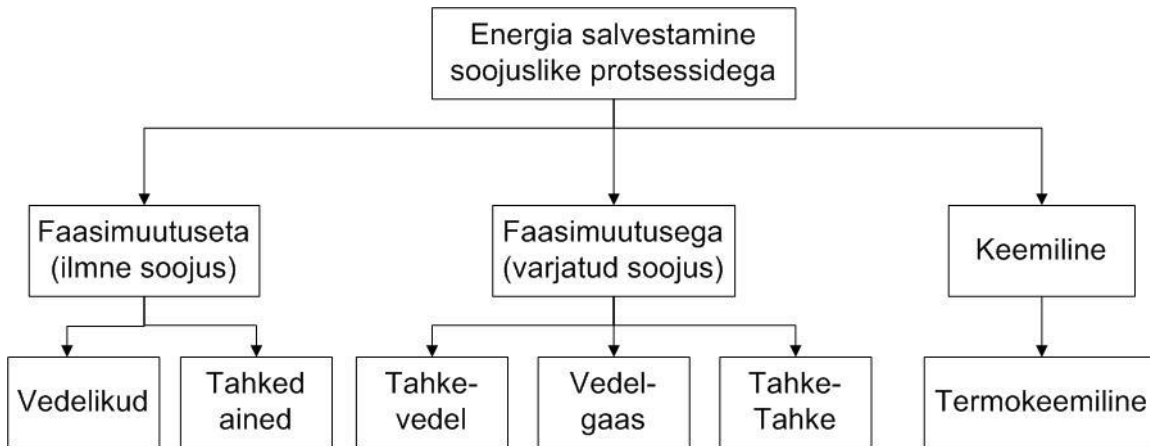 Energia salvestamine
soojuslike protsessidega
Faasimuutuseta
(ilmne soojus)
Faasimuutusega
(varjatud soojus)
Keemiline
Vedelikud
Tahked
ained
Tahke-
vedel
Vedel-
gaas
Tahke-
Tahke
Termokeemiline